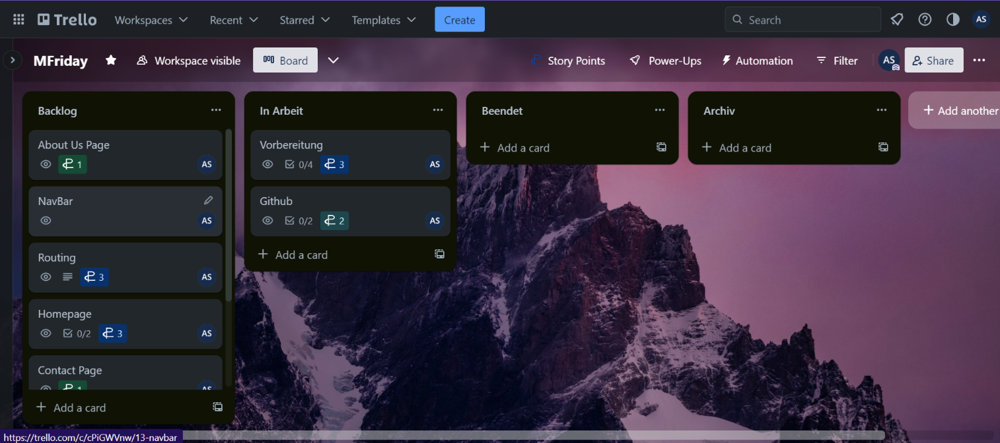 Trello Workspaces Recent Starred Templates Create Search AS
MFriday Workspace visible Board Story Points Power-Ups Automation Filter AS Share
Backlog
About Us Page
1 AS
NavBar
AS
Routing
3 AS
Homepage
0/2 3 AS
Contact Page
1 AS
Add a card
In Arbeit
Vorbereitung
0/4 3 AS
Github
0/2 2 AS
Add a card
Beendet
Add a card
Archiv
Add a card
Add another
https://trello.com/c/cPiGWVnw/13-navbar